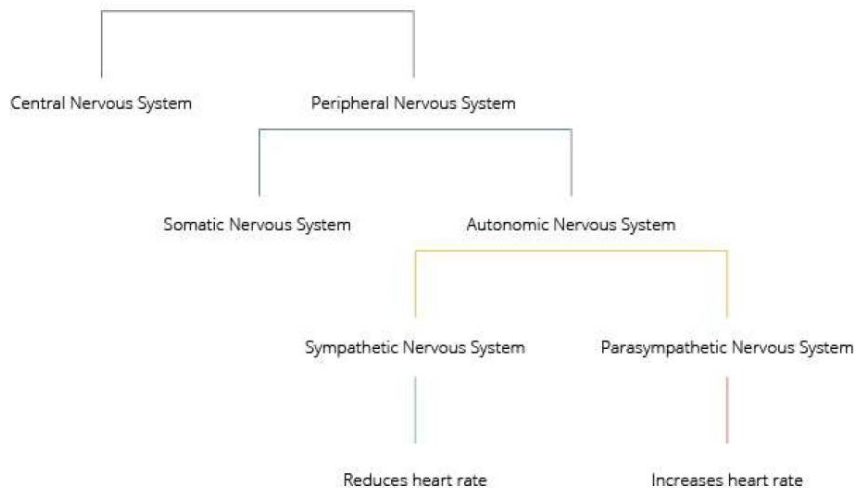 Central Nervous System
Peripheral Nervous System
Somatic Nervous System
Autonomic Nervous System
Sympathetic Nervous System
Parasympathetic Nervous System
Reduces heart rate
Increases heart rate